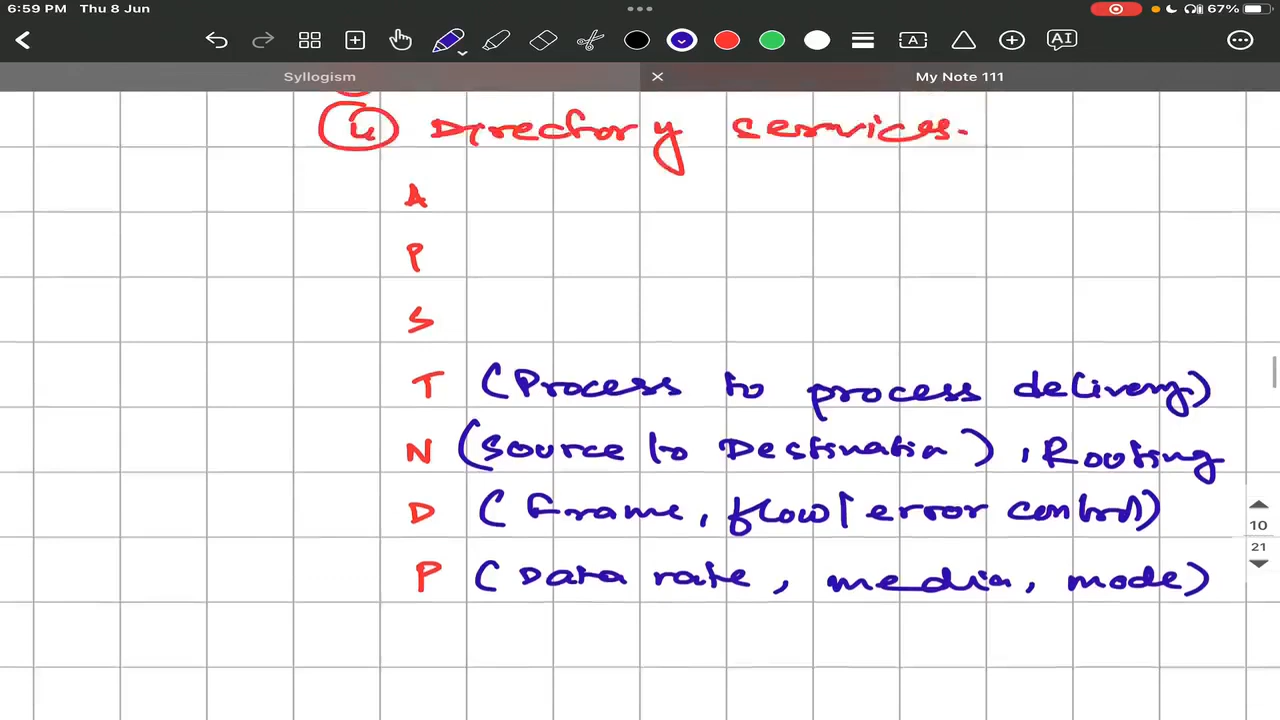 6:59 PM Thu 8 Jun
67%
A
AI
Syllogism
My Note 111
4 Directory services.
A
P
S
T (Process to process delivery)
N (Source to Destination), Routing
D (Frame, flow | error control)
P (Data rate, media, mode)
10
21